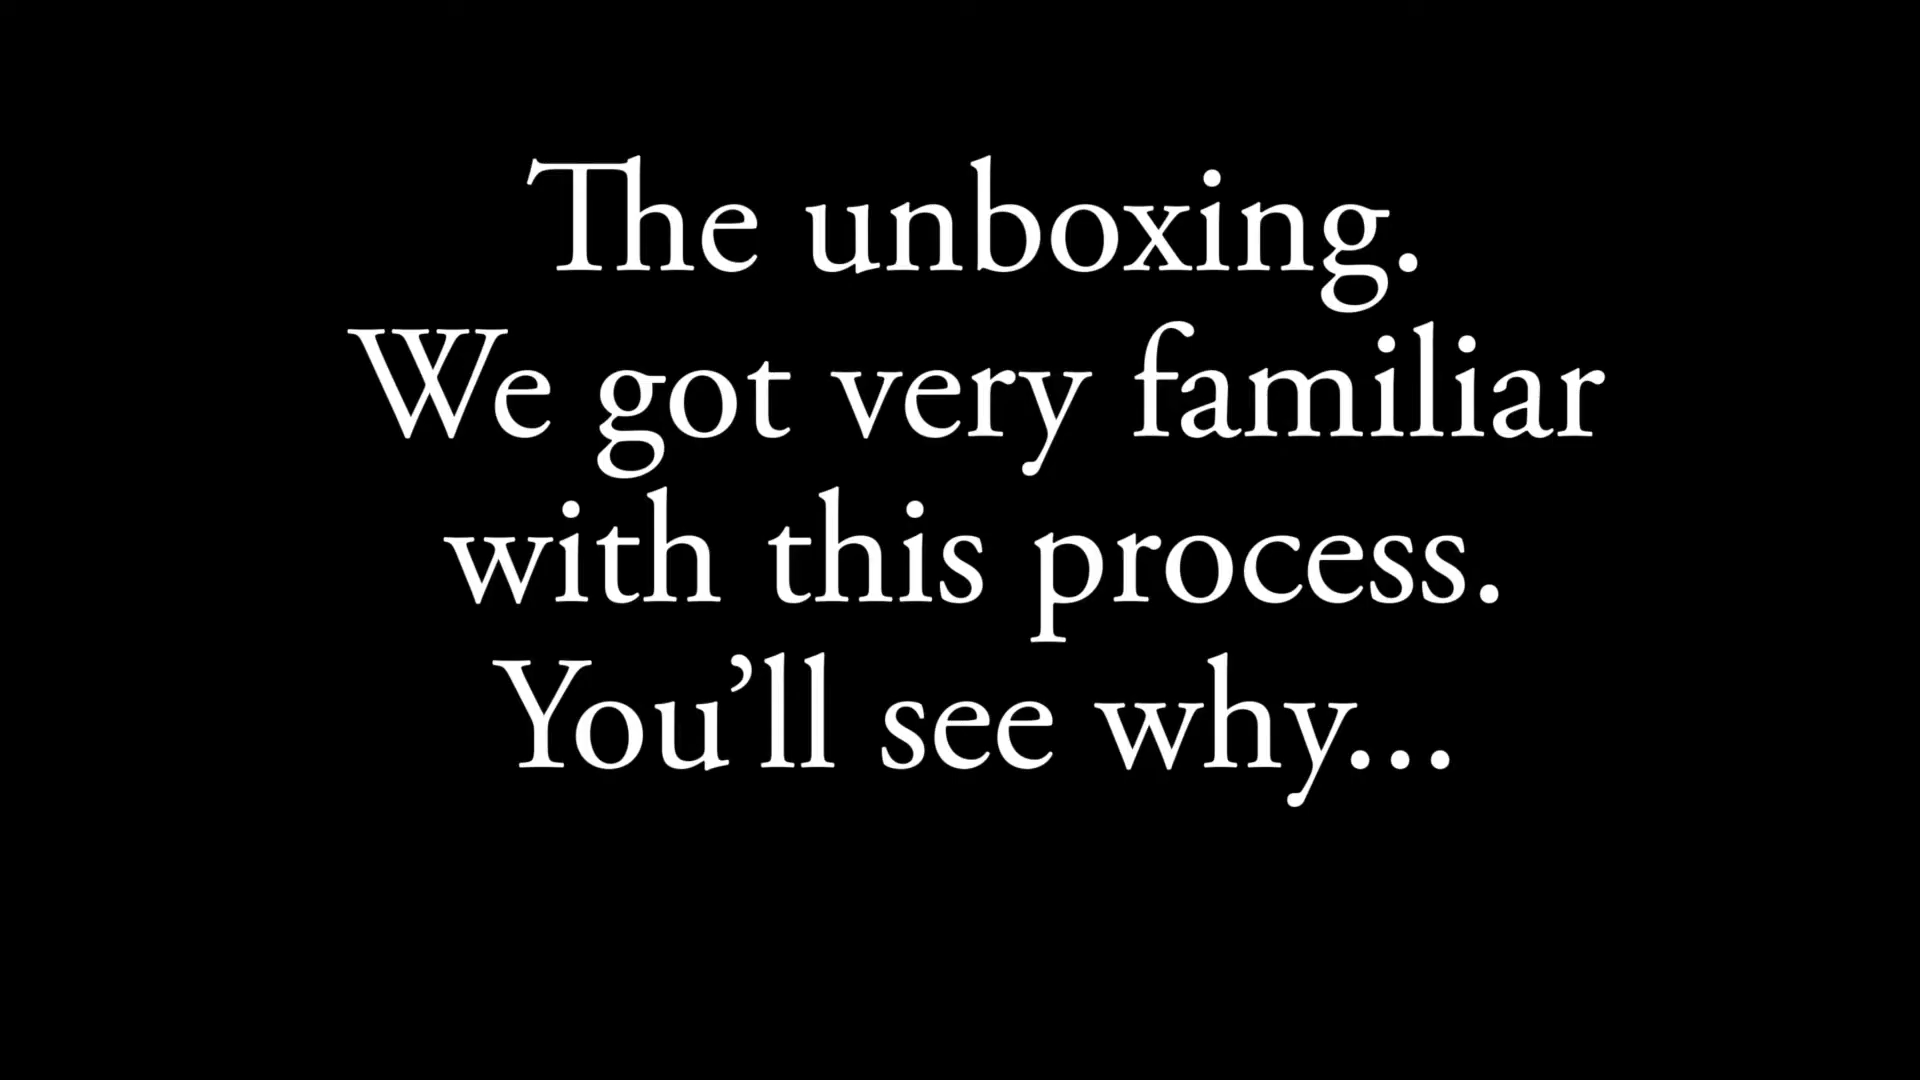 The unboxing.
We got very familiar
with this process.
You’ll see why...